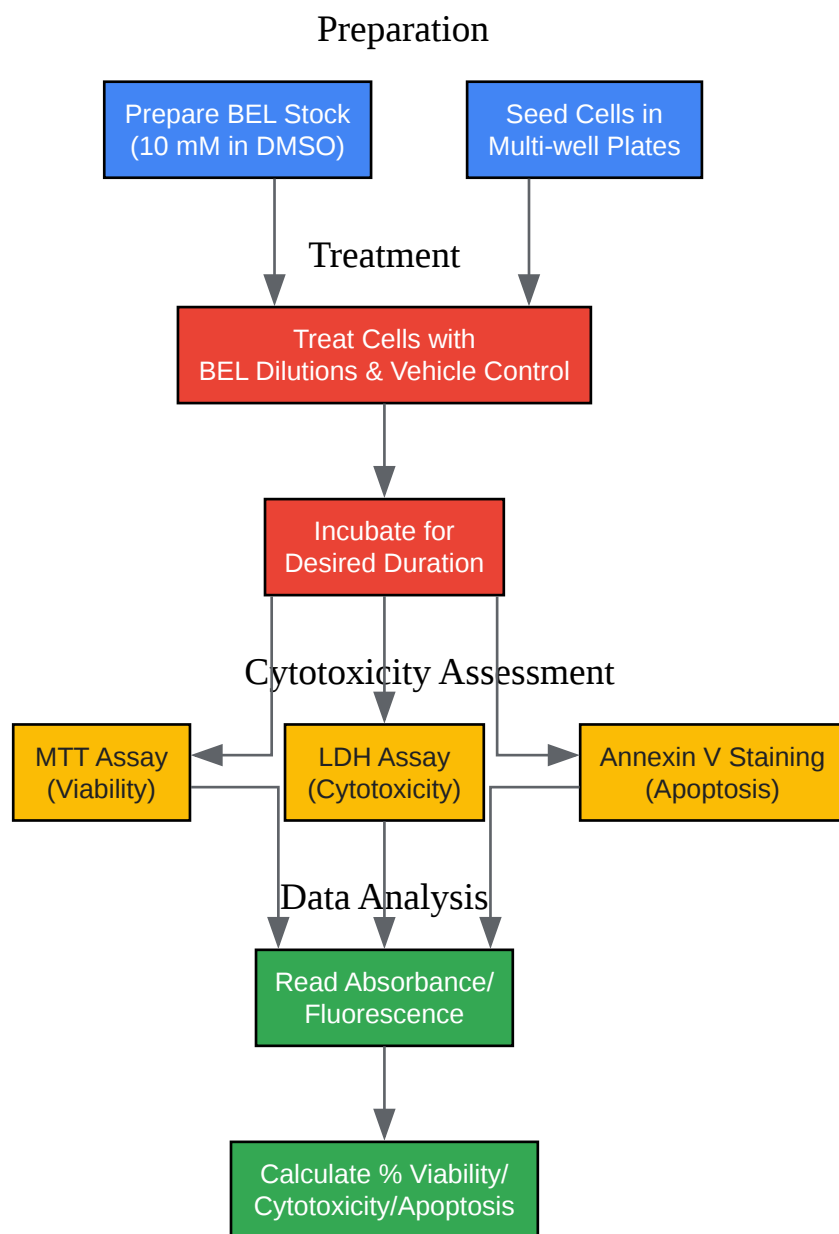 Preparation
Prepare BEL Stock
(10 mM in DMSO)
Seed Cells in
Multi-well Plates
Treatment
Treat Cells with
BEL Dilutions & Vehicle Control
Incubate for
Desired Duration
Cytotoxicity Assessment
MTT Assay
(Viability)
LDH Assay
(Cytotoxicity)
Annexin V Staining
(Apoptosis)
Data Analysis
Read Absorbance/
Fluorescence
Calculate % Viability/
Cytotoxicity/Apoptosis